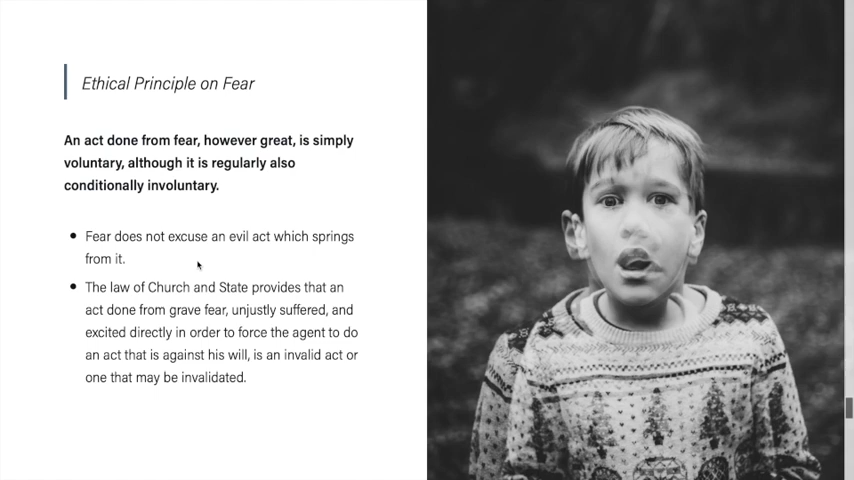 Ethical Principle on Fear
An act done from fear, however great, is simply
voluntary, although it is regularly also
conditionally involuntary.
Fear does not excuse an evil act which springs
from it.
The law of Church and State provides that an
act done from grave fear, unjustly suffered, and
excited directly in order to force the agent to do
an act that is against his will, is an invalid act or
one that may be invalidated.